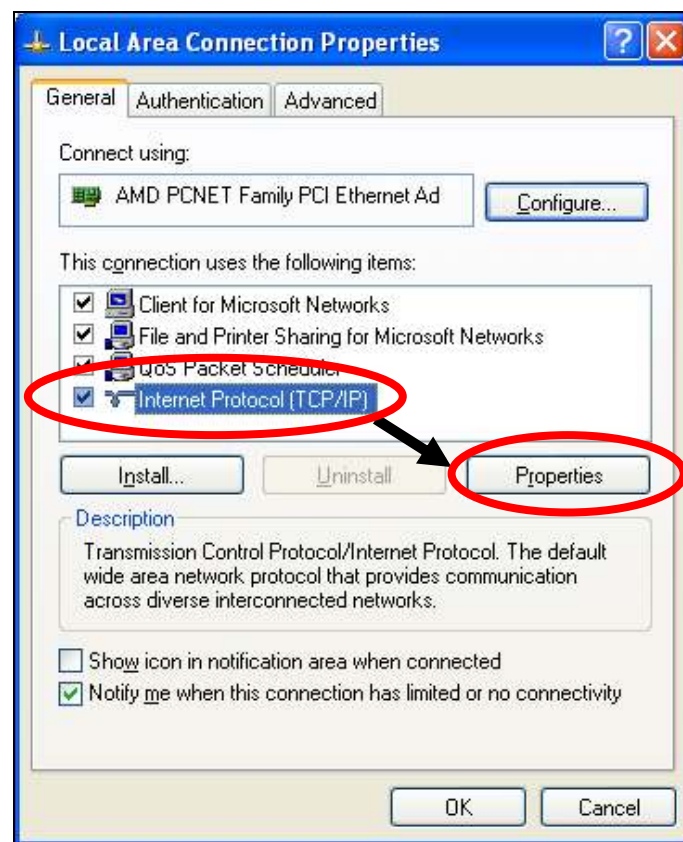 Local Area Connection Properties
General Authentication Advanced
Connect using:
AMD PCNET Family PCI Ethernet Ad
Configure...
This connection uses the following items:
Client for Microsoft Networks
File and Printer Sharing for Microsoft Networks
QoS Packet Scheduler
Internet Protocol (TCP/IP)
Install... Uninstall Properties
Description
Transmission Control Protocol/Internet Protocol. The default
wide area network protocol that provides communication
across diverse interconnected networks.
Show icon in notification area when connected
Notify me when this connection has limited or no connectivity
OK Cancel